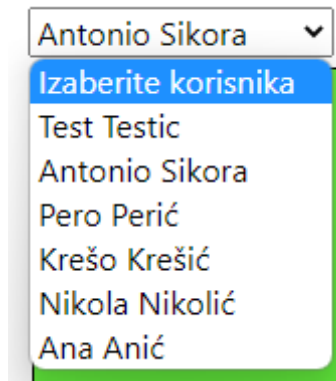 Antonio Sikora
Izaberite korisnika
Test Testic
Antonio Sikora
Pero Perić
Krešo Krešić
Nikola Nikolić
Ana Anić